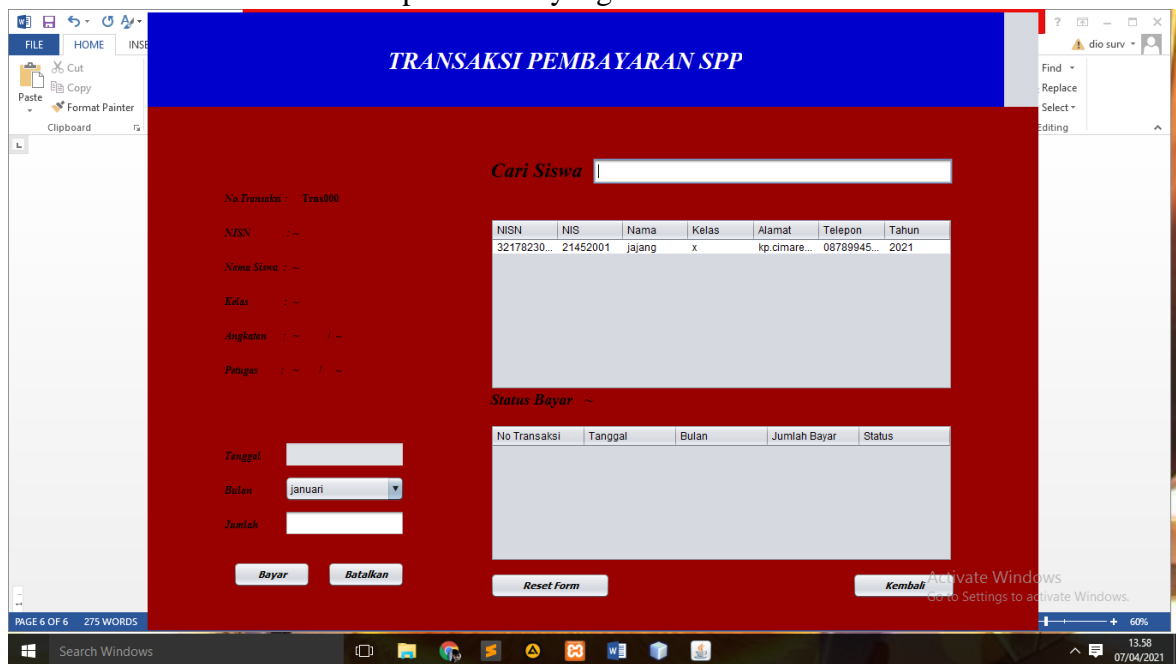 FILE HOME INSE
Cut
Copy
Paste
Format Painter
Clipboard
? dio surv
Find
Replace
Select
Editing
TRANSAKSI PEMBAYARAN SPP
Cari Siswa
No Transaksi : Trns000
NISN : ~
Nama Siswa : ~
Kelas : ~
Angkatan : ~ / ~
Petugas : ~ / ~
NISN NIS Nama Kelas Alamat Telepon Tahun
32178230... 21452001 jajang x kp.cimare... 08789945... 2021
Status Bayar ~
No Transaksi Tanggal Bulan Jumlah Bayar Status
Tanggal
Bulan januari
Jumlah
Bayar Batalkan
Reset Form Kembali
Activate Windows
Go to Settings to activate Windows.
PAGE 6 OF 6 275 WORDS 60%
Search Windows
13.58
07/04/2021